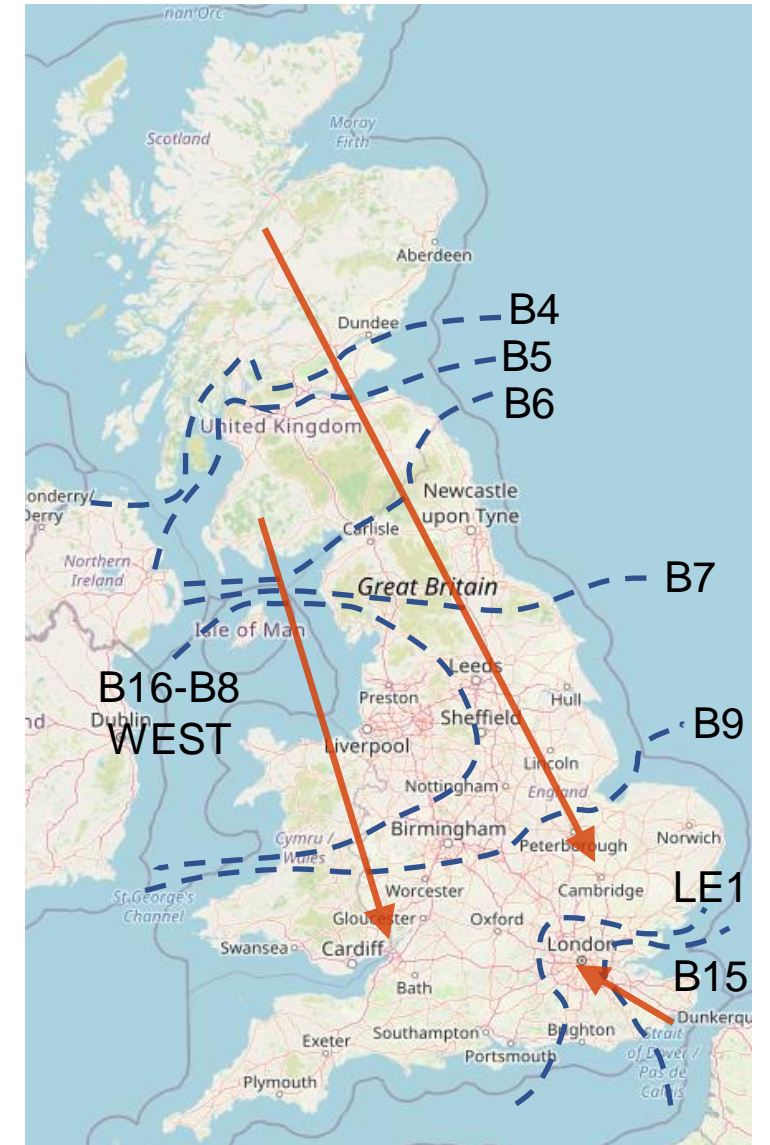 nan Orc
Moray
Firth
Scotland
Aberdeen
B4
Dundee
B5
B6
United Kingdom
onderry/
Derry
Newcastle
upon Tyne
Carlisle
Northern
Ireland
Great Britain
B7
Isle of Man
Leeds
B16-B8
WEST
Preston
Hull
nd
Dublin
Sheffield
B9
Liverpool
Lincoln
Nottingham
England
Birmingham
Norwich
Cymru /
Wales
Peterborough
St George's
Channel
Worcester
Cambridge
LE1
Gloucester
Oxford
Swansea
Cardiff
London
B15
Bath
Dunkerqu
Exeter
Southampton
Brighton
Strait
of Dover /
Pas de
Calais
Portsmouth
Plymouth